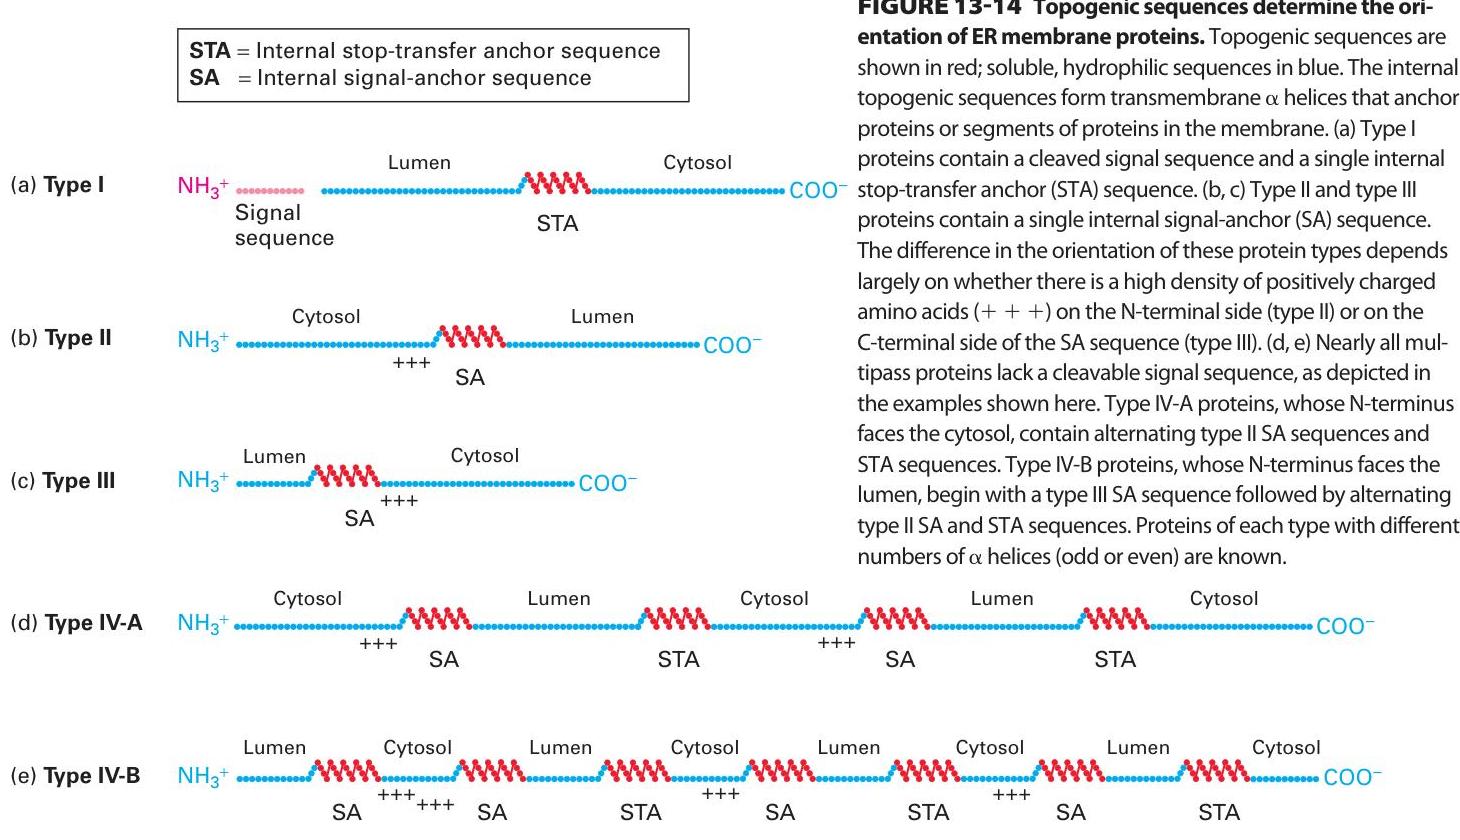 STA = Internal stop-transfer anchor sequence
SA = Internal signal-anchor sequence
FIGURE 13-14 Topogenic sequences determine the ori-
entation of ER membrane proteins. Topogenic sequences are
shown in red; soluble, hydrophilic sequences in blue. The internal
topogenic sequences form transmembrane α helices that anchor
proteins or segments of proteins in the membrane. (a) Type I
proteins contain a cleaved signal sequence and a single internal
stop-transfer anchor (STA) sequence. (b, c) Type II and type III
proteins contain a single internal signal-anchor (SA) sequence.
The difference in the orientation of these protein types depends
largely on whether there is a high density of positively charged
amino acids (+ + +) on the N-terminal side (type II) or on the
C-terminal side of the SA sequence (type III). (d, e) Nearly all mul-
tipass proteins lack a cleavable signal sequence, as depicted in
the examples shown here. Type IV-A proteins, whose N-terminus
faces the cytosol, contain alternating type II SA sequences and
STA sequences. Type IV-B proteins, whose N-terminus faces the
lumen, begin with a type III SA sequence followed by alternating
type II SA and STA sequences. Proteins of each type with different
numbers of α helices (odd or even) are known.
Lumen Cytosol
(a) Type I NH₃⁺ COO⁻
Signal
sequence
STA
Cytosol Lumen
(b) Type II NH₃⁺ COO⁻
+++
SA
Lumen Cytosol
(c) Type III NH₃⁺ COO⁻
+++
SA
Cytosol Lumen Cytosol Lumen Cytosol
(d) Type IV-A NH₃⁺ COO⁻
+++ +++
SA STA SA STA
Lumen Cytosol Lumen Cytosol Lumen Cytosol Lumen Cytosol
(e) Type IV-B NH₃⁺ COO⁻
+++ +++ +++ +++
SA SA STA SA STA SA STA